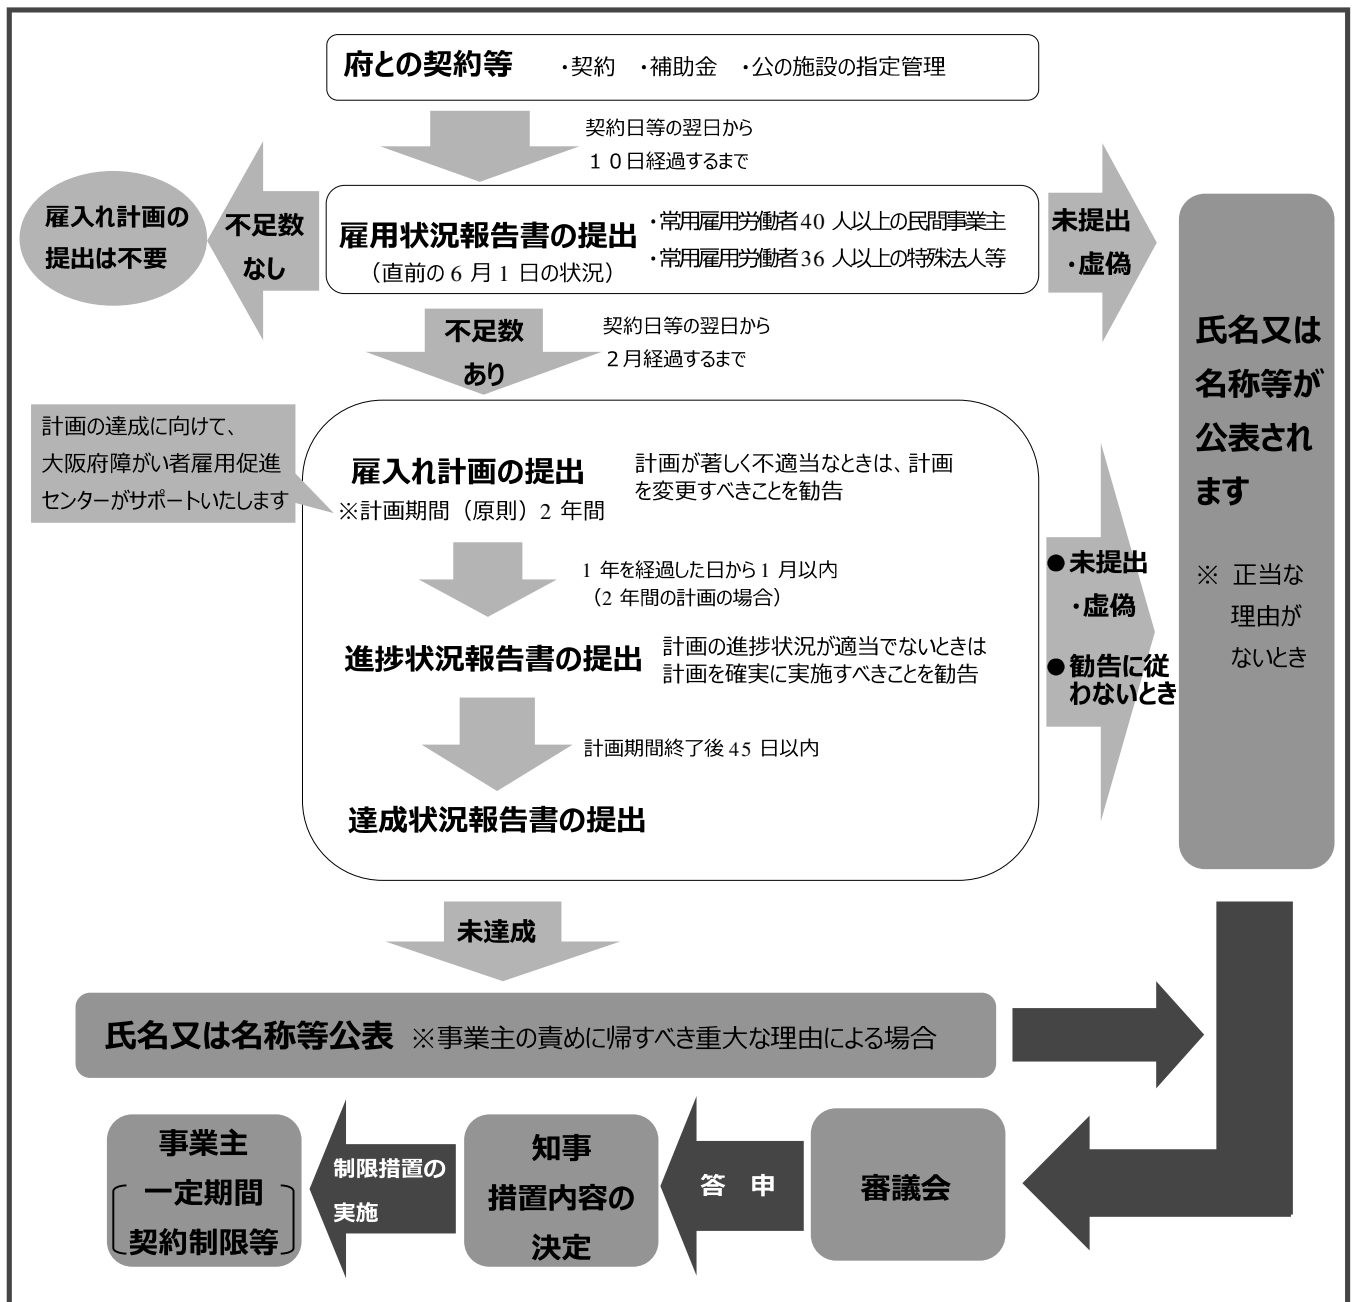 府との契約等　・契約　・補助金　・公の施設の指定管理
契約日等の翌日から
１０日経過するまで
雇入れ計画の
提出は不要
不足数
なし
雇用状況報告書の提出
（直前の 6 月 1 日の状況）
・常用雇用労働者 40 人以上の民間事業主
・常用雇用労働者 36 人以上の特殊法人等
未提出
・虚偽
不足数
あり
契約日等の翌日から
２月経過するまで
氏名又は
名称等が
公表され
ます
※ 正当な
理由が
ないとき
計画の達成に向けて、
大阪府障がい者雇用促進
センターがサポートいたします
雇入れ計画の提出
※計画期間（原則）2 年間
計画が著しく不適当なときは、計画
を変更すべきことを勧告
1 年を経過した日から 1 月以内
（2 年間の計画の場合）
進捗状況報告書の提出
計画の進捗状況が適当でないときは
計画を確実に実施すべきことを勧告
計画期間終了後 45 日以内
達成状況報告書の提出
●未提出
・虚偽
●勧告に従
わないとき
未達成
氏名又は名称等公表 ※事業主の責めに帰すべき重大な理由による場合
事業主
一定期間
契約制限等
制限措置の
実施
知事
措置内容の
決定
答　申
審議会